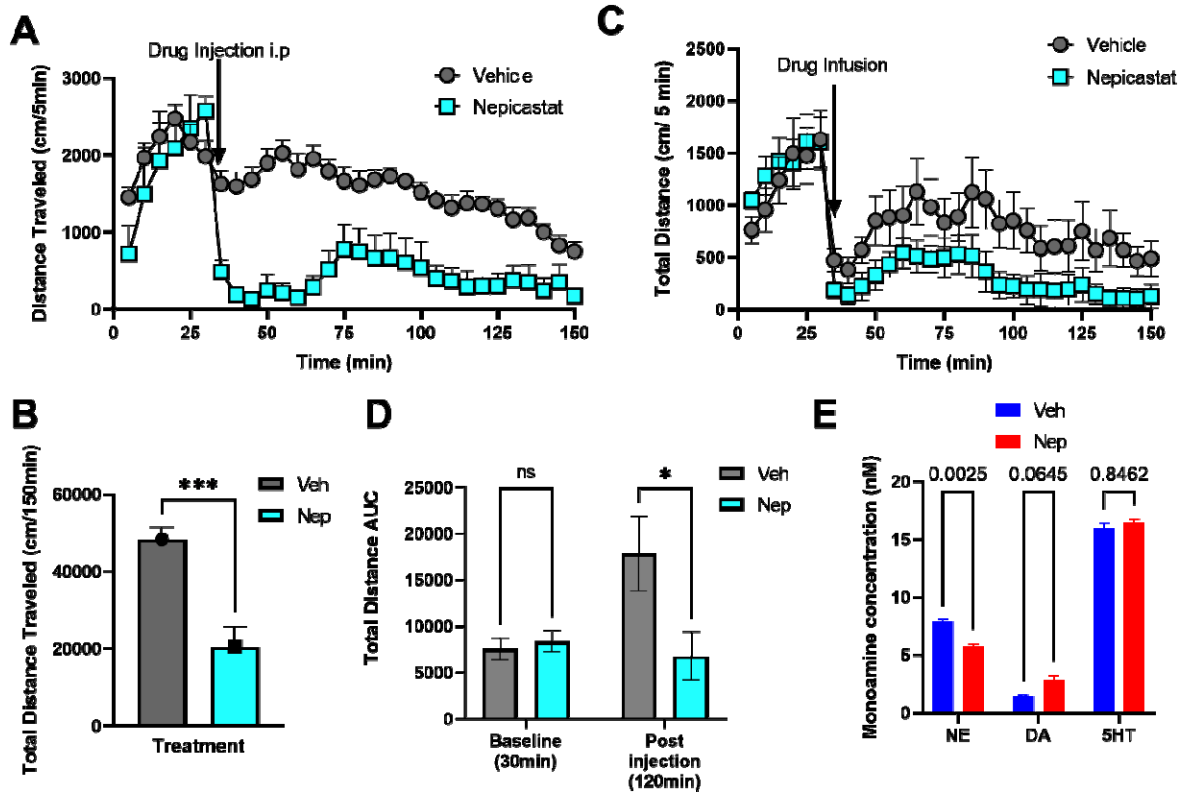 A
Drug Injection i.p
Vehicle
Nepicastat
Distance Traveled (cm/5min)
3000
2000
1000
0
0 25 50 75 100 125 150
Time (min)
C
Drug Infusion
Vehicle
Nepicastat
Total Distance (cm/ 5 min)
2500
2000
1500
1000
500
0
0 25 50 75 100 125 150
Time (min)
B
Total Distance Traveled (cm/150min)
60000
40000
20000
0
***
Veh
Nep
Treatment
D
Total Distance AUC
25000
20000
15000
10000
5000
0
ns
*
Veh
Nep
Baseline
(30min)
Post
injection
(120min)
E
Veh
Nep
Monoamine concentration (nM)
20
15
10
5
0
0.0025 0.0645 0.8462
NE DA 5HT